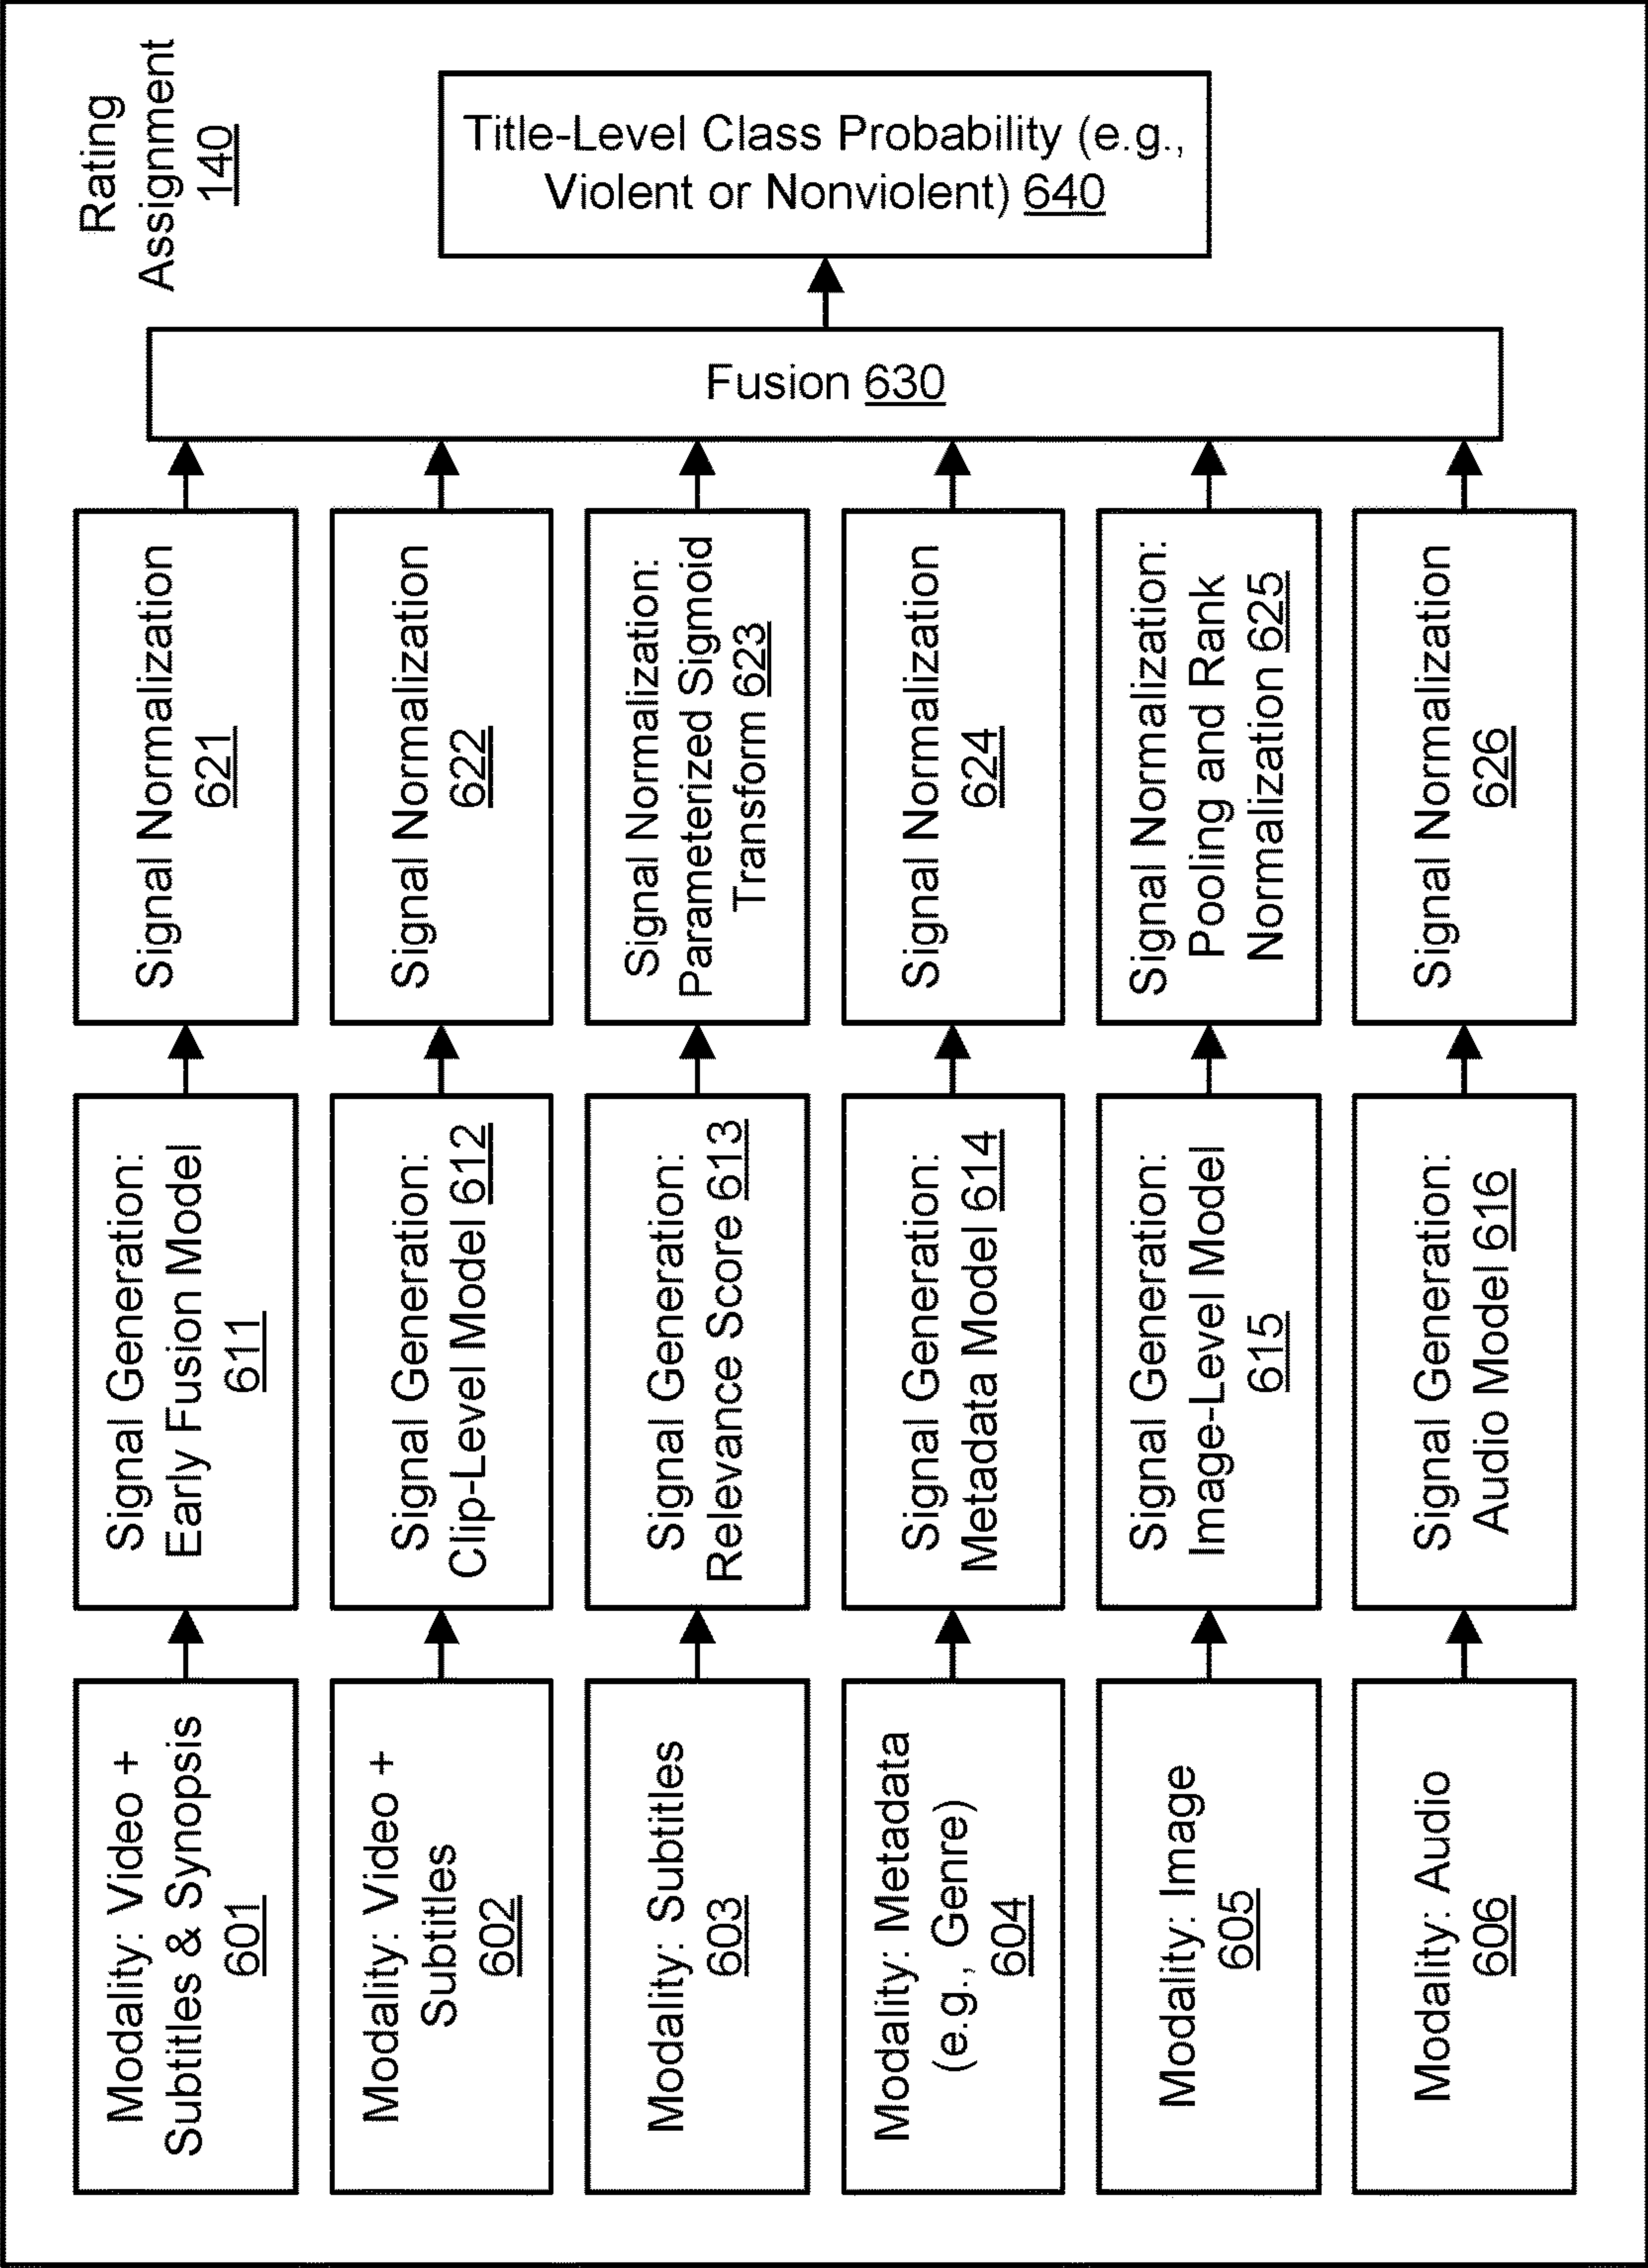 Rating
Assignment
140
Modality: Video +
Subtitles & Synopsis
601
Signal Generation:
Early Fusion Model
611
Signal Normalization
621
Modality: Video +
Subtitles
602
Signal Generation:
Clip-Level Model 612
Signal Normalization
622
Modality: Subtitles
603
Signal Generation:
Relevance Score 613
Signal Normalization:
Parameterized Sigmoid
Transform 623
Modality: Metadata
(e.g., Genre)
604
Signal Generation:
Metadata Model 614
Signal Normalization
624
Modality: Image
605
Signal Generation:
Image-Level Model
615
Signal Normalization:
Pooling and Rank
Normalization 625
Modality: Audio
606
Signal Generation:
Audio Model 616
Signal Normalization
626
Fusion 630
Title-Level Class Probability (e.g.,
Violent or Nonviolent) 640